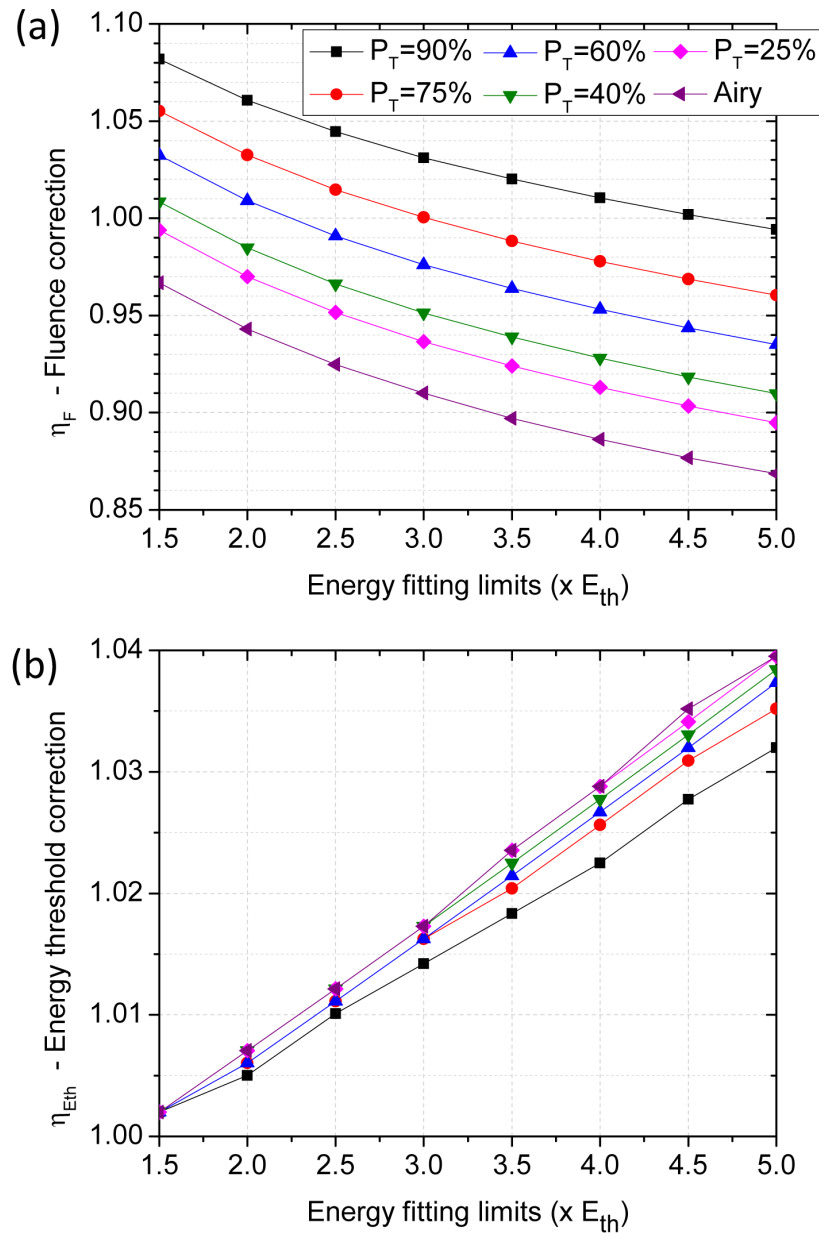 (a)
1.10
1.05
1.00
0.95
0.90
0.85
η_F - Fluence correction
P_T=90% P_T=60% P_T=25%
P_T=75% P_T=40% Airy
1.5 2.0 2.5 3.0 3.5 4.0 4.5 5.0
Energy fitting limits (x E_th)
(b)
1.04
1.03
1.02
1.01
1.00
η_Eth - Energy threshold correction
1.5 2.0 2.5 3.0 3.5 4.0 4.5 5.0
Energy fitting limits (x E_th)